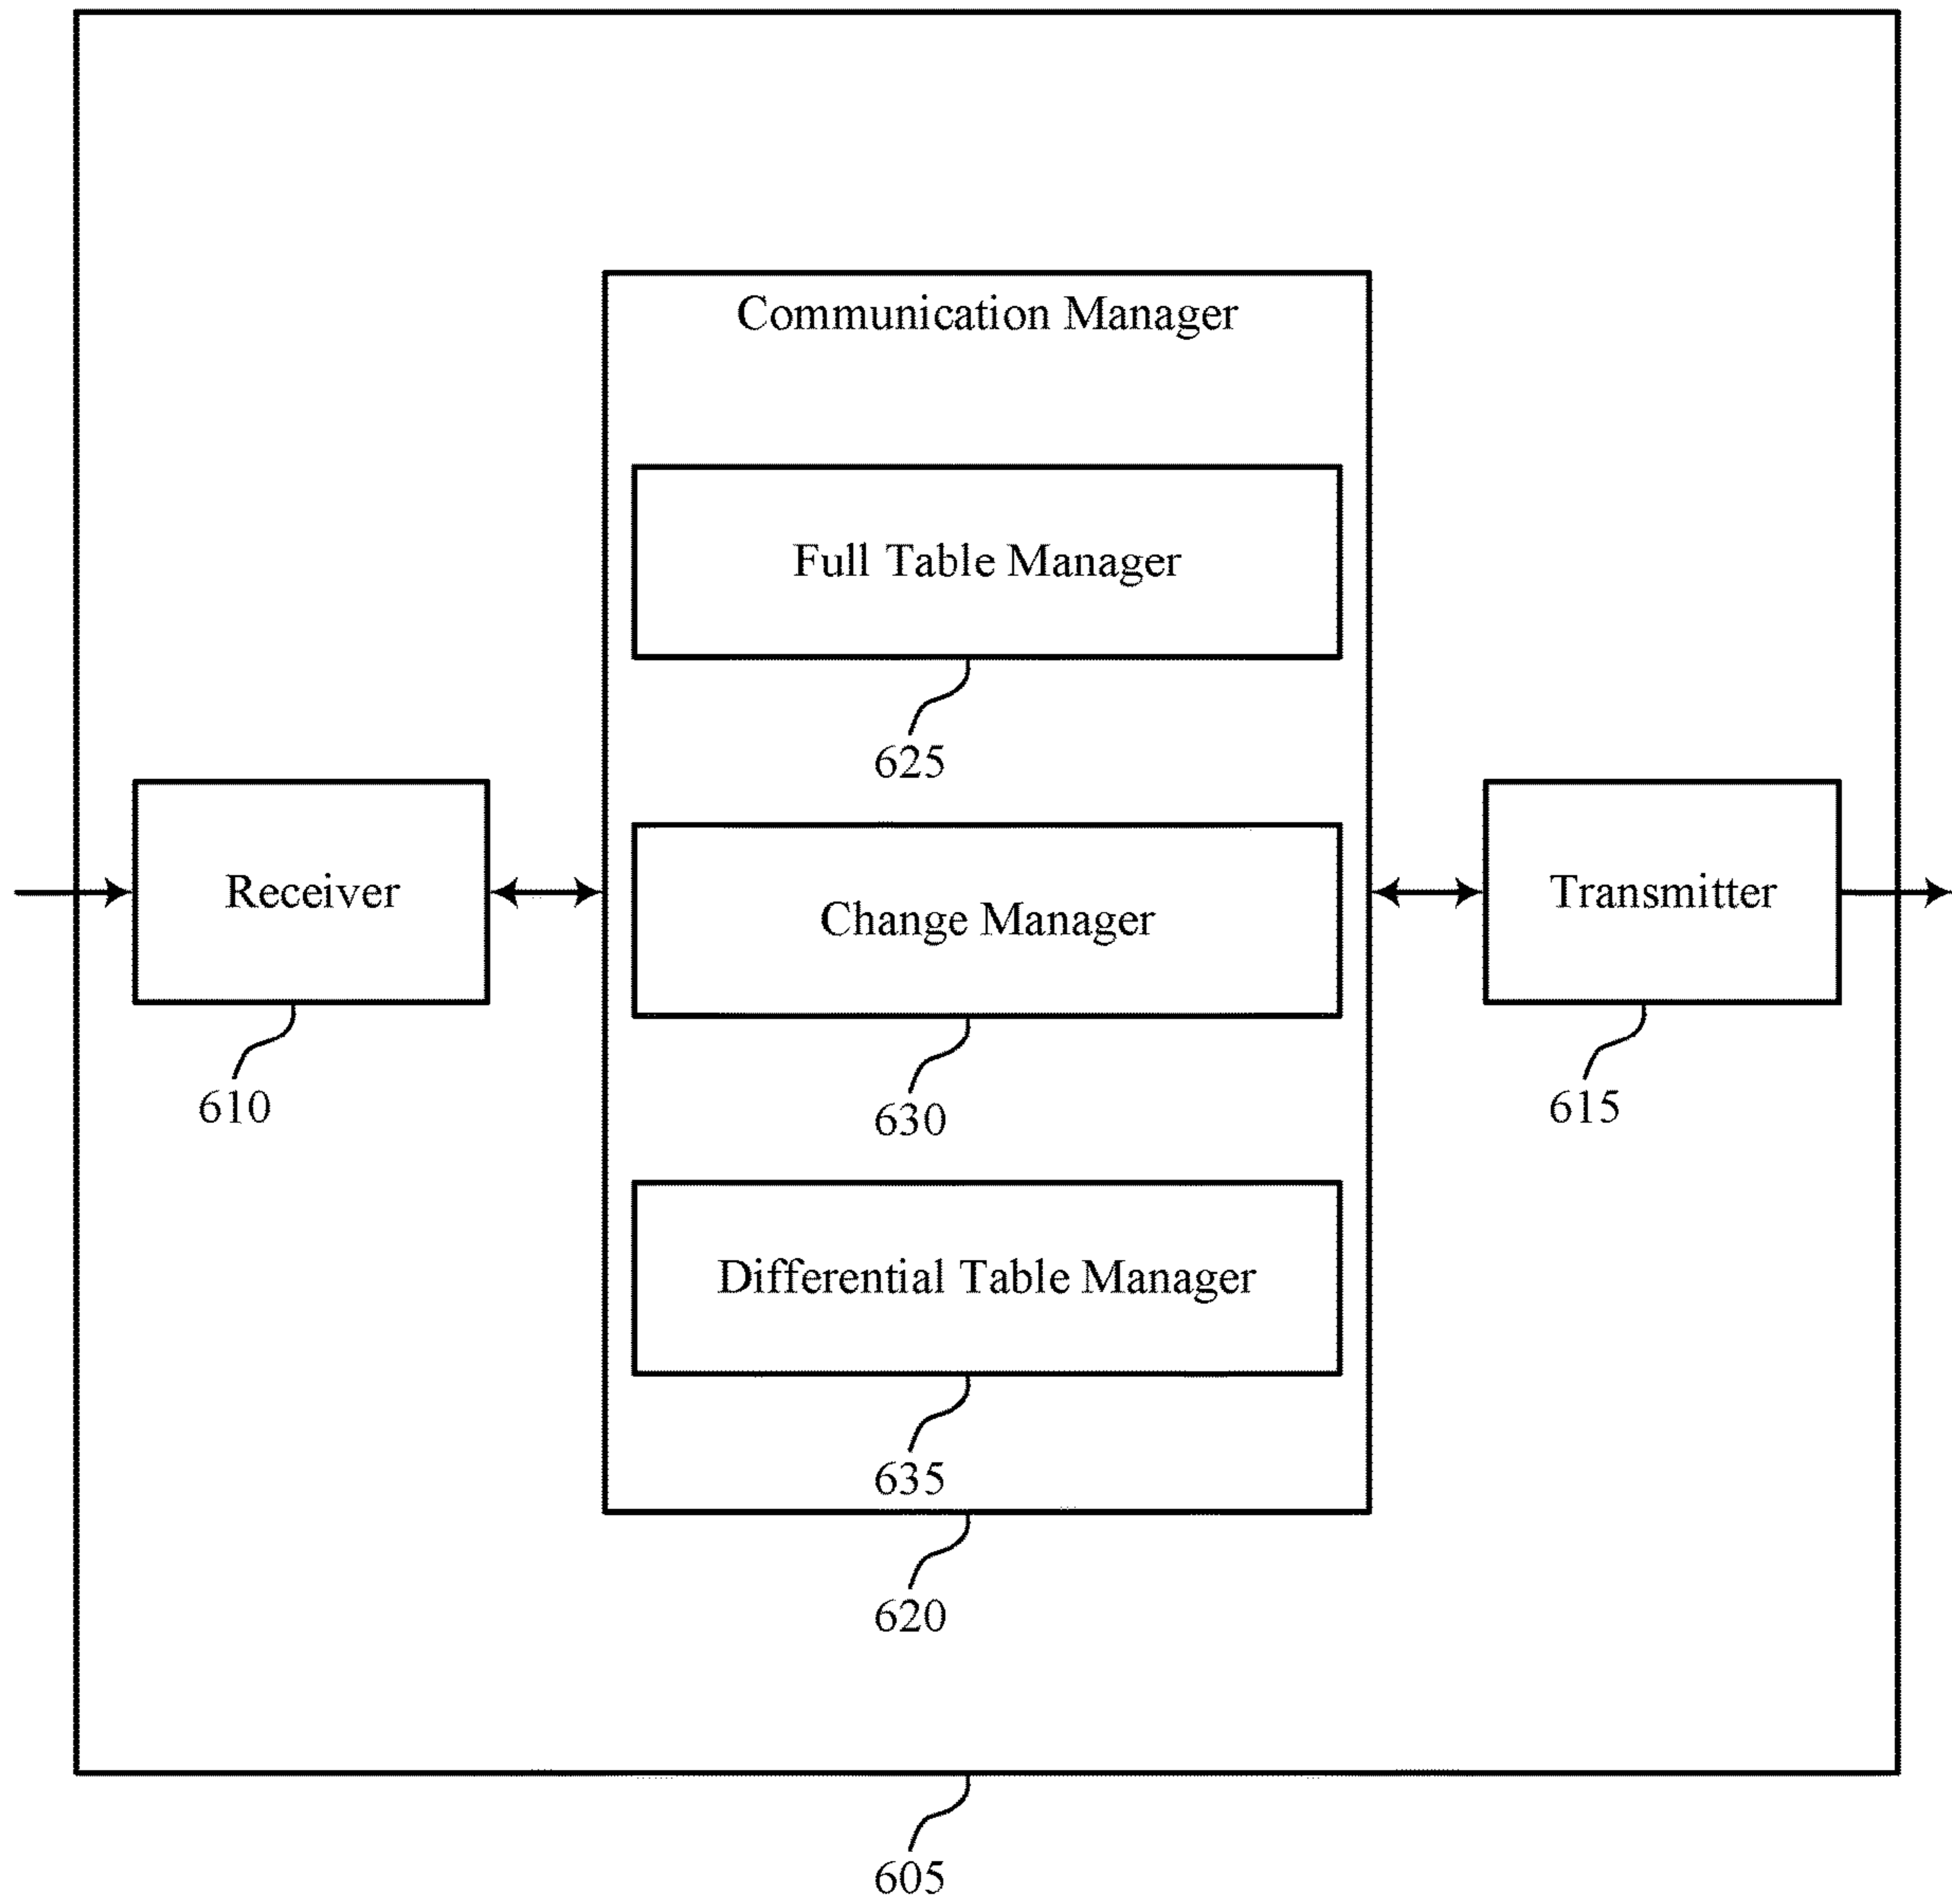 Communication Manager
Full Table Manager
625
Receiver
610
Change Manager
630
Transmitter
615
Differential Table Manager
635
620
605